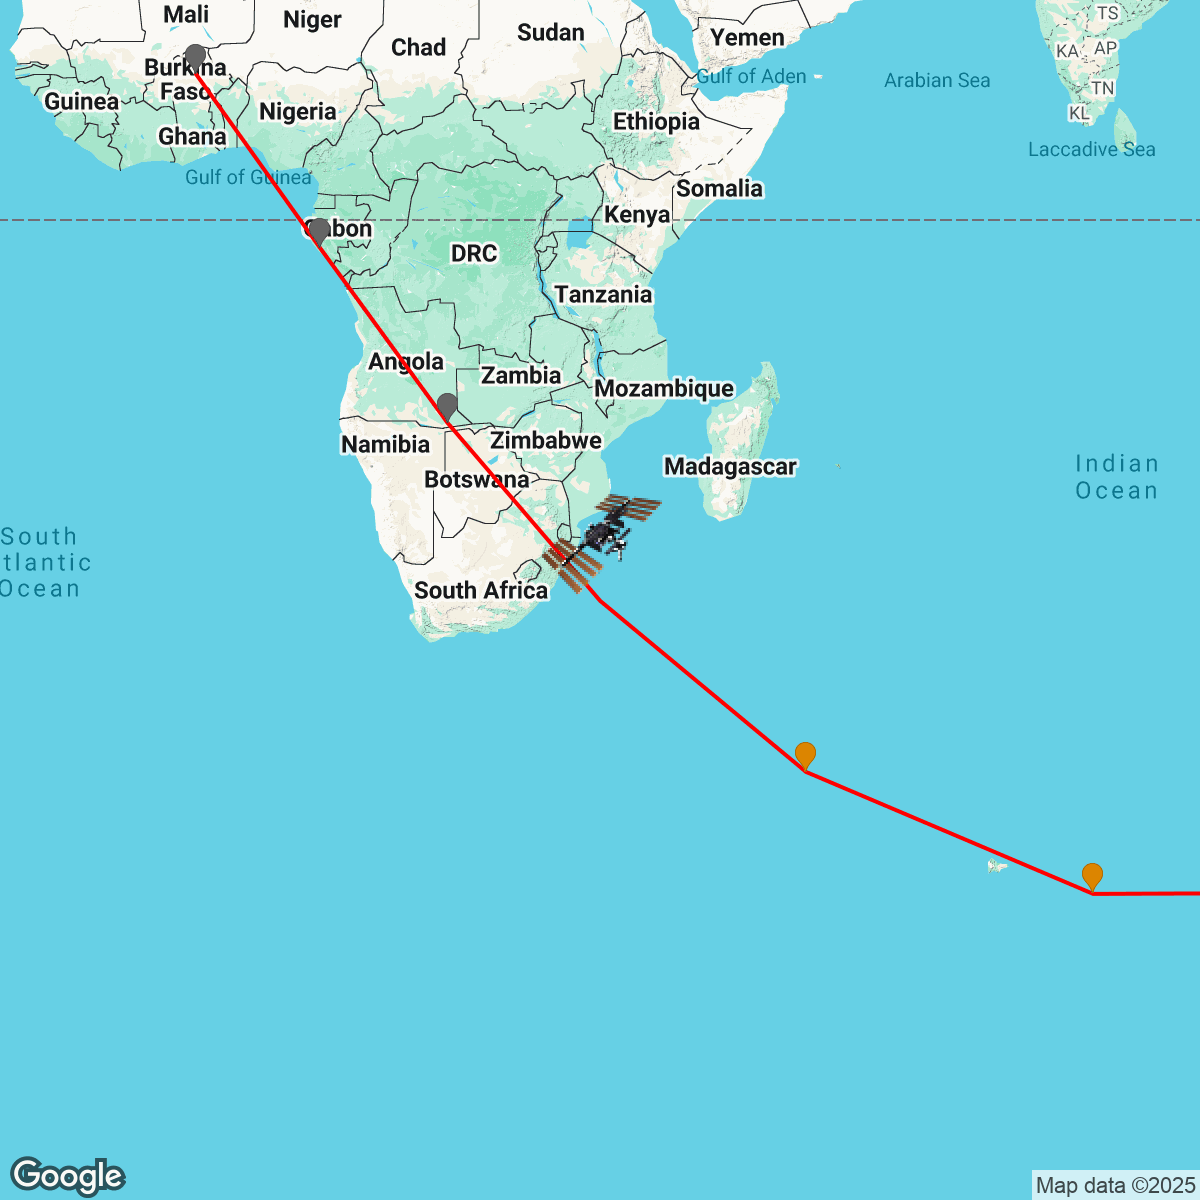 Mali
Niger
Chad
Sudan
Yemen
Gulf of Aden
Arabian Sea
TS
KA
AP
TN
KL
Laccadive Sea
Burkina
Faso
Guinea
Nigeria
Ghana
Ethiopia
Gulf of Guinea
Somalia
Kenya
Gabon
DRC
Tanzania
Angola
Zambia
Mozambique
Namibia
Zimbabwe
Botswana
Madagascar
Indian
Ocean
South
tlantic
Ocean
South Africa
Google
Map data ©2025